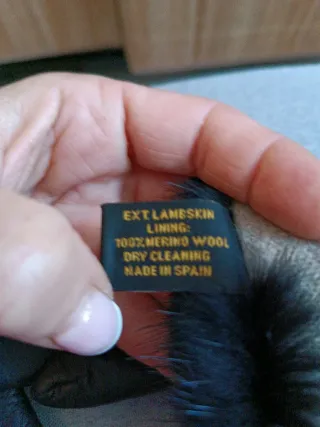 EXT. LAMBSKIN
LINING:
100% MERINO WOOL
DRY CLEANING
MADE IN SPAIN